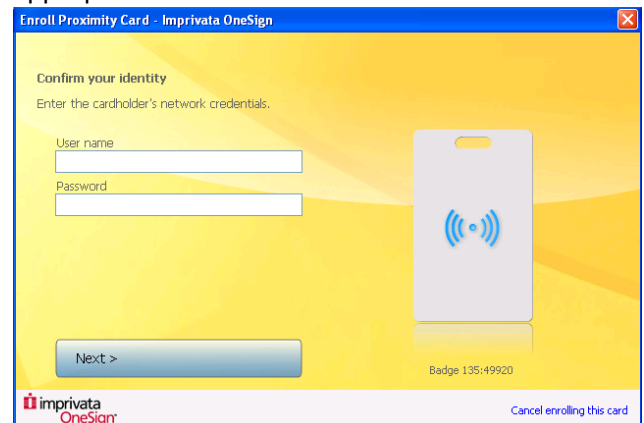 Enroll Proximity Card - Imprivata OneSign
Confirm your identity
Enter the cardholder's network credentials.
User name
Password
Next >
Badge 135:49920
imprivata
OneSign
Cancel enrolling this card